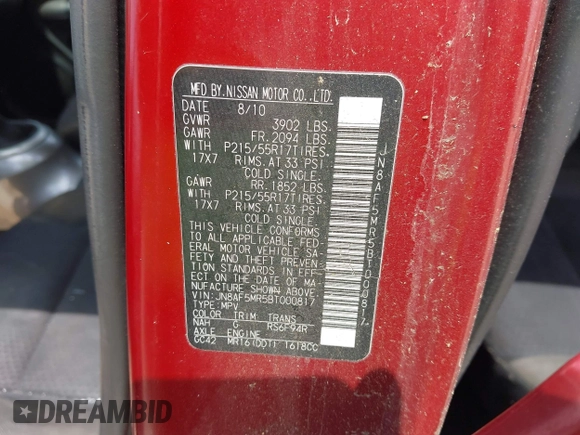 MFD BY, NISSAN MOTOR CO.,LTD.
DATE 8/10
GVWR 3902 LBS.
GAWR FR. 2094 LBS.
WITH P215/55R17TIRES.
17X7 RIMS.AT 33 PSI
COLD SINGLE.
GAWR RR. 1852 LBS.
WITH P215/55R17TIRES.
17X7 RIMS.AT 33 PSI
COLD SINGLE.
THIS VEHICLE CONFORMS
TO ALL APPLICABLE FED-
ERAL MOTOR VEHICLE SA-
FETY AND THEFT PREVEN-
TION STANDARDS IN EFF-
ECT ON THE DATE OF MA-
NUFACTURE SHOWN ABOVE.
VIN: JN8AF5MR5BT000817
TYPE: MPV
COLOR TRIM TRANS
NAH G RS6F94R
AXLE ENGINE
GC42 MR16(DDT) 1618CC
JN8AF5MR5BT000817
DREAMBID